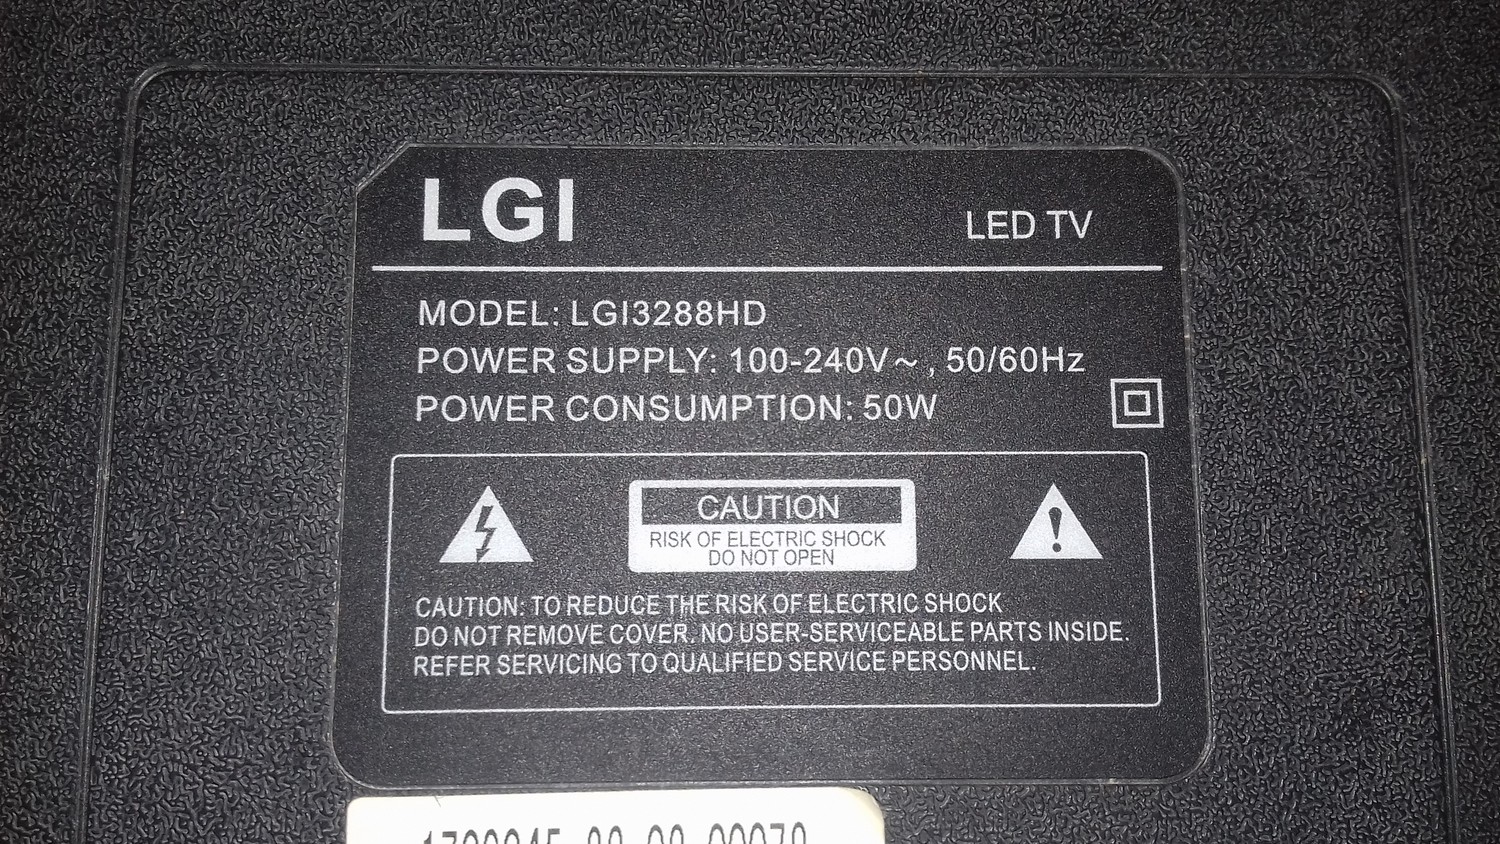 LGI
LED TV
MODEL: LGI3288HD
POWER SUPPLY: 100-240V~, 50/60Hz
POWER CONSUMPTION: 50W
CAUTION
RISK OF ELECTRIC SHOCK
DO NOT OPEN
CAUTION: TO REDUCE THE RISK OF ELECTRIC SHOCK
DO NOT REMOVE COVER. NO USER-SERVICEABLE PARTS INSIDE.
REFER SERVICING TO QUALIFIED SERVICE PERSONNEL.